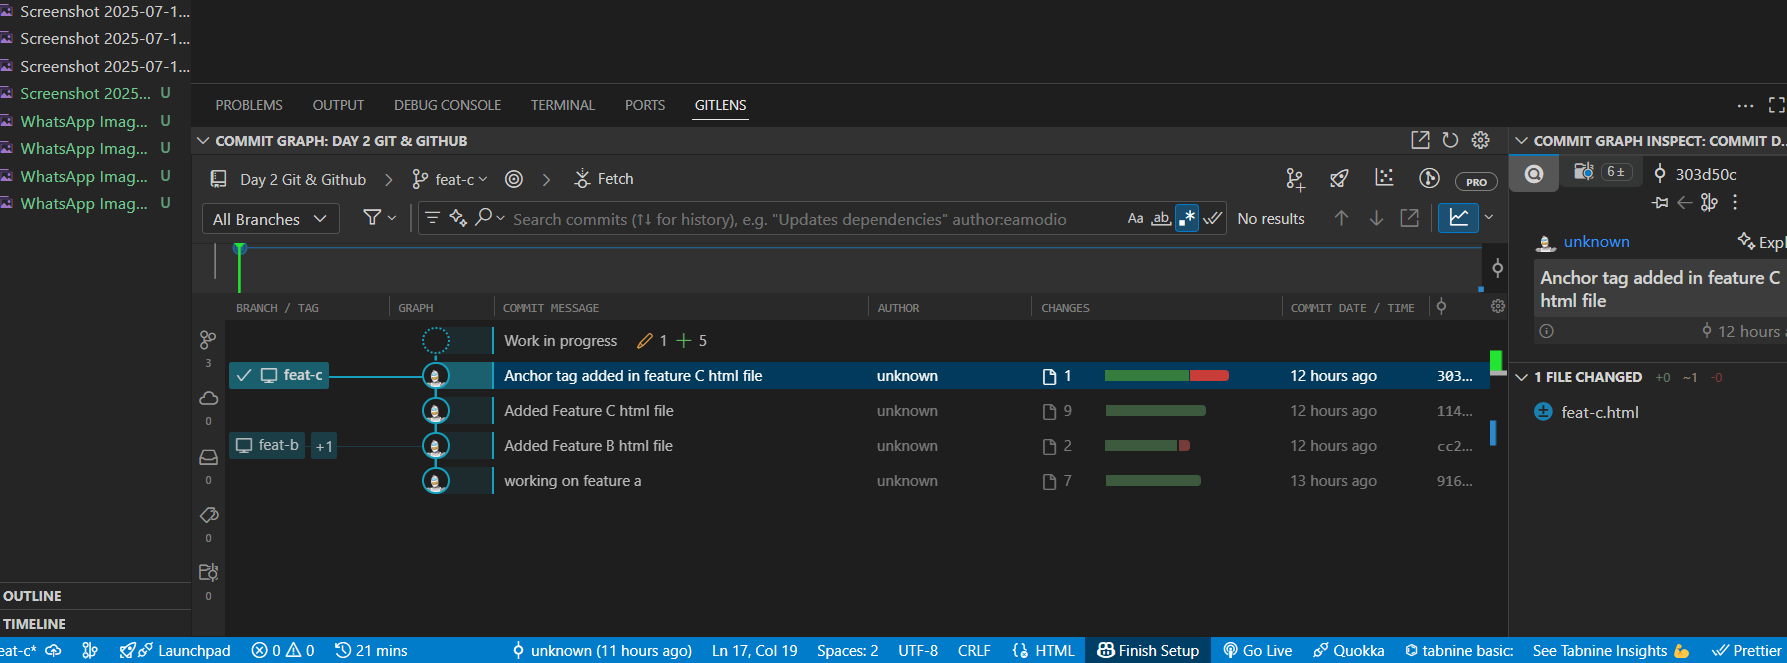 Screenshot 2025-07-1...
Screenshot 2025-07-1...
Screenshot 2025-07-1...
Screenshot 2025... U
WhatsApp Imag... U
WhatsApp Imag... U
WhatsApp Imag... U
WhatsApp Imag... U
OUTLINE
TIMELINE
PROBLEMS OUTPUT DEBUG CONSOLE TERMINAL PORTS GITLENS
COMMIT GRAPH: DAY 2 GIT & GITHUB
Day 2 Git & Github feat-c Fetch PRO
All Branches Search commits (↑↓ for history), e.g. "Updates dependencies" author:eamodio Aa ab .* No results
BRANCH / TAG GRAPH COMMIT MESSAGE AUTHOR CHANGES COMMIT DATE / TIME
Work in progress 1 + 5
feat-c Anchor tag added in feature C html file unknown 1 12 hours ago 303...
Added Feature C html file unknown 9 12 hours ago 114...
feat-b +1 Added Feature B html file unknown 2 12 hours ago cc2...
working on feature a unknown 7 13 hours ago 916...
3
0
0
0
0
COMMIT GRAPH INSPECT: COMMIT D...
6± 303d50c
unknown Expl
Anchor tag added in feature C
html file
12 hours a
1 FILE CHANGED +0 ~1 -0
feat-c.html
eat-c* Launchpad 0 0 21 mins unknown (11 hours ago) Ln 17, Col 19 Spaces: 2 UTF-8 CRLF {} HTML Finish Setup Go Live Quokka tabnine basic: See Tabnine Insights 💪 Prettier